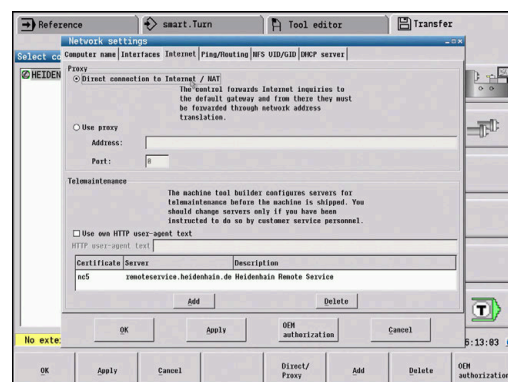 Reference
smart.Turn
Tool editor
Transfer
Network settings
Select co
Computer name Interfaces Internet Ping/Routing NFS UID/GID DHCP server
HEIDEN
Proxy
Direct connection to Internet / NAT
The control forwards Internet inquiries to
the default gateway and from there they must
be forwarded through network address
translation.
Use proxy
Address:
Port: 0
Telemaintenance
The machine tool builder configures servers for
telemaintenance before the machine is shipped. You
should change servers only if you have been
instructed to do so by customer service personnel.
Use own HTTP user-agent text
HTTP user-agent text
Certificate Server Description
nc5 remoteservice.heidenhain.de Heidenhain Remote Service
Add Delete
OK Apply OEM authorization Cancel
T
No exte
6:13:03
OK Apply Cancel Direct/ Proxy Add Delete OEM authorization